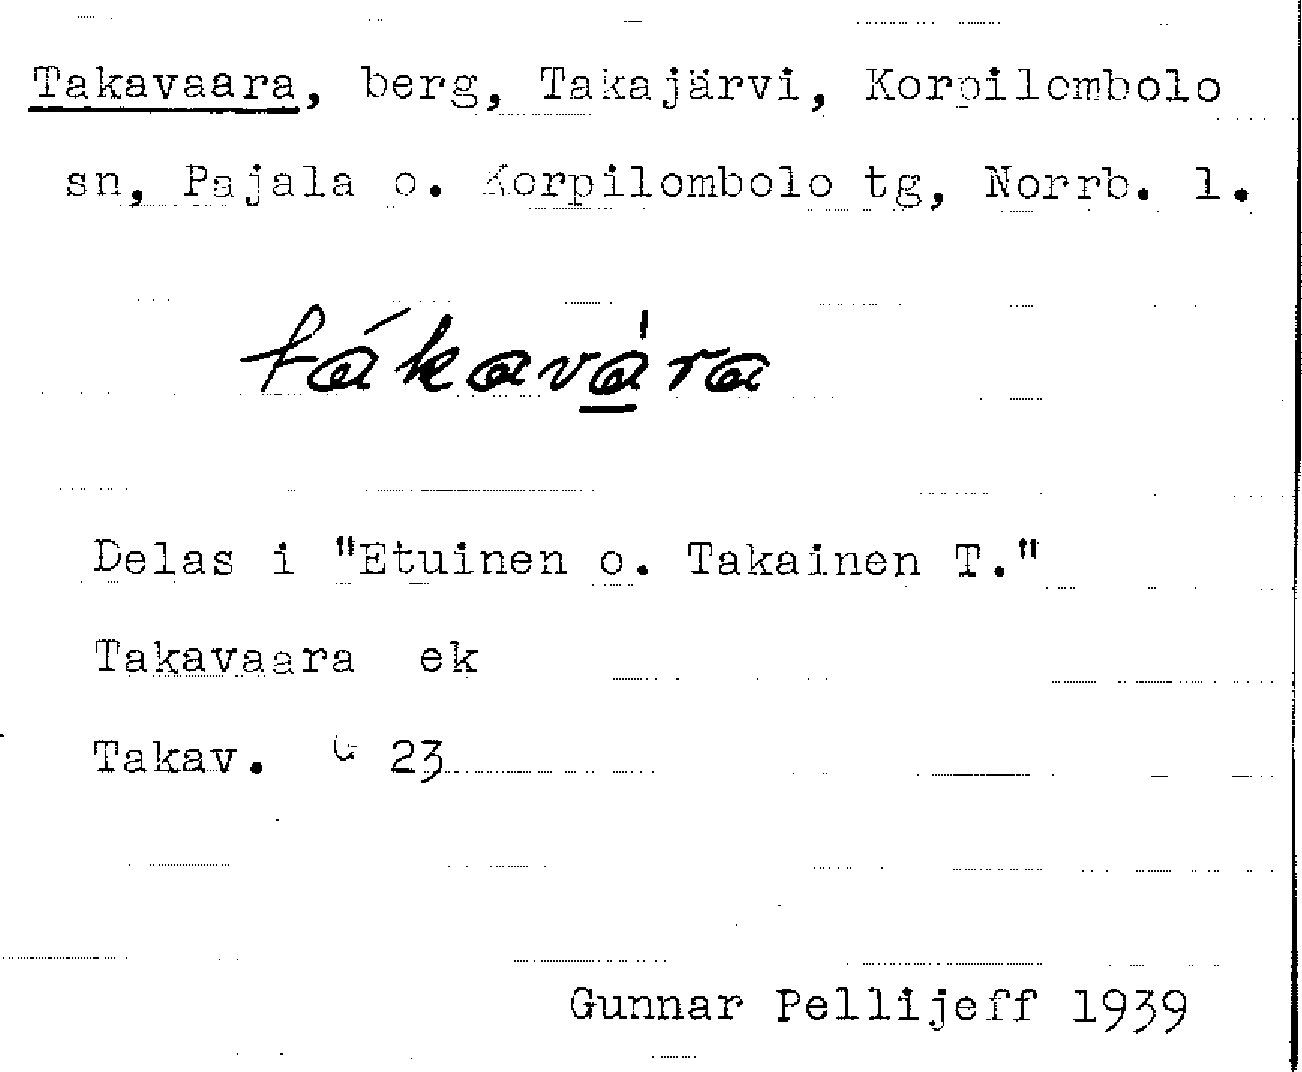 Takavaara, berg, Takajärvi, Korpilombolo
sn, Pajala o. Korpilombolo tg, Norrb. l.
tákavá̱ra
Delas i "Etuinen o. Takainen T."
Takavaara ek
Takav. G 23
Gunnar Pellijeff 1939